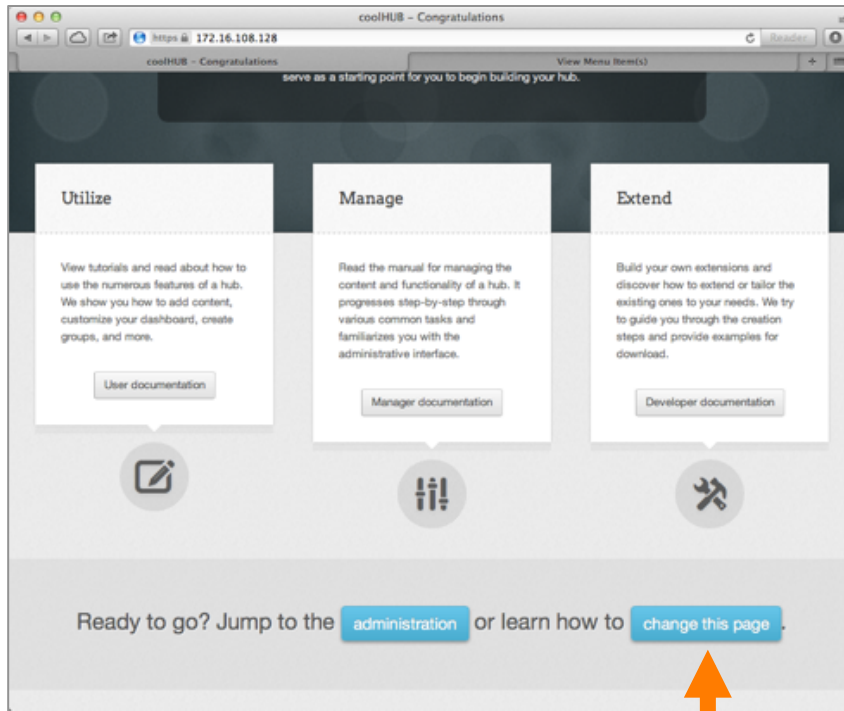 coolHUB – Congratulations
https 172.16.108.128 Reader
coolHUB – Congratulations View Menu Item(s)
serve as a starting point for you to begin building your hub.
Utilize
View tutorials and read about how to
use the numerous features of a hub.
We show you how to add content,
customize your dashboard, create
groups, and more.
User documentation
Manage
Read the manual for managing the
content and functionality of a hub. It
progresses step-by-step through
various common tasks and
familiarizes you with the
administrative interface.
Manager documentation
Extend
Build your own extensions and
discover how to extend or tailor the
existing ones to your needs. We try
to guide you through the creation
steps and provide examples for
download.
Developer documentation
Ready to go? Jump to the administration or learn how to change this page.